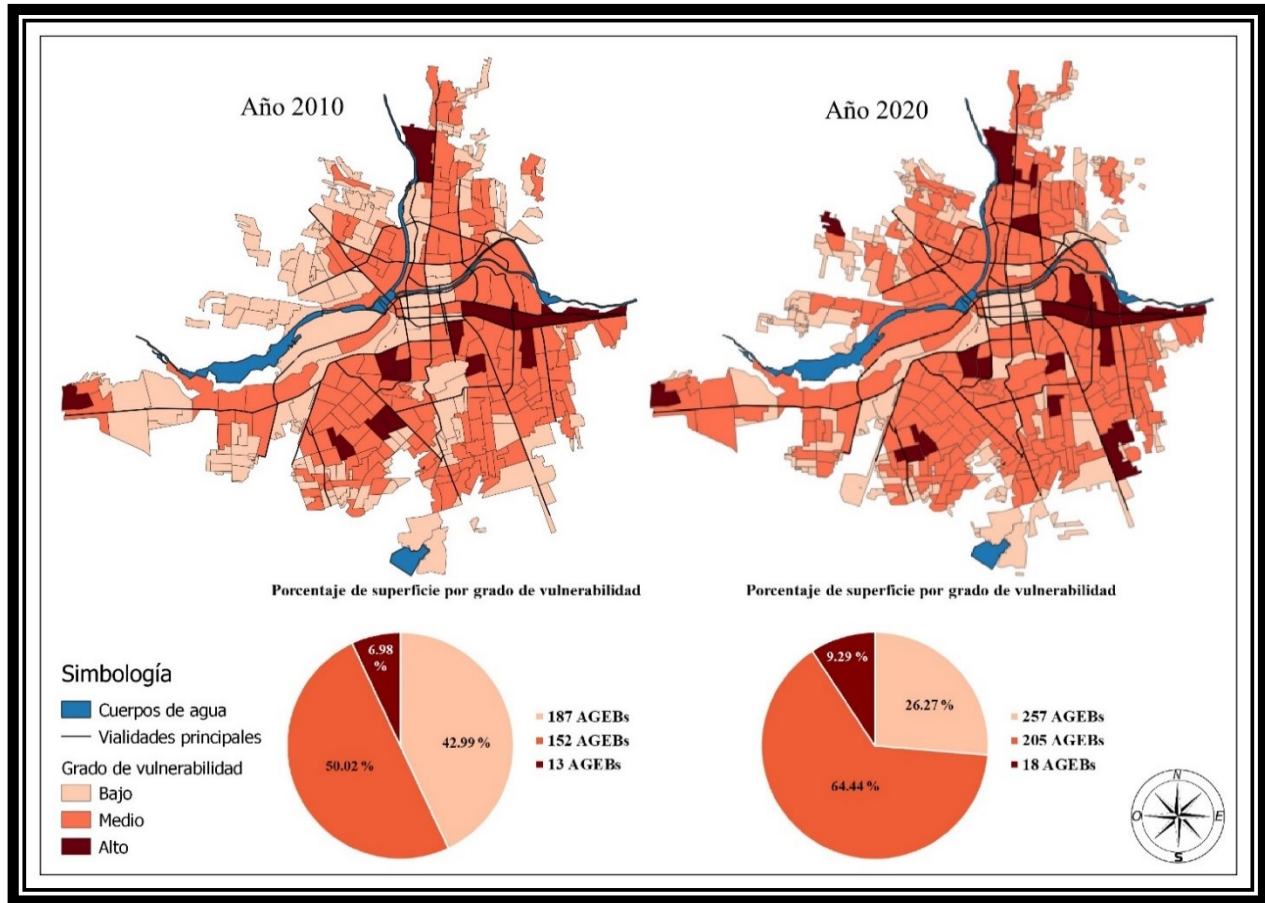 Año 2010
Año 2020
Porcentaje de superficie por grado de vulnerabilidad
Porcentaje de superficie por grado de vulnerabilidad
Simbología
Cuerpos de agua
Vialidades principales
Grado de vulnerabilidad
Bajo
Medio
Alto
6.98
%
42.99 %
50.02 %
187 AGEBs
152 AGEBs
13 AGEBs
9.29 %
26.27 %
64.44 %
257 AGEBs
205 AGEBs
18 AGEBs
N
O
E
S